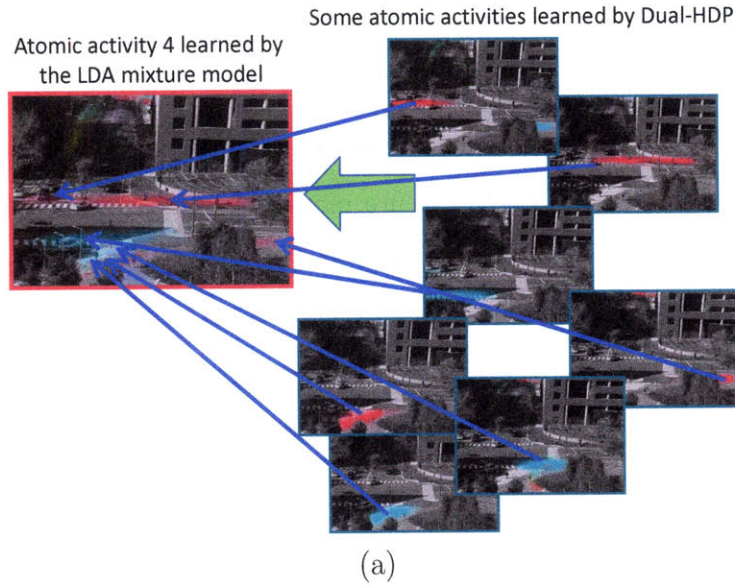 Some atomic activities learned by Dual-HDP
Atomic activity 4 learned by
the LDA mixture model
(a)